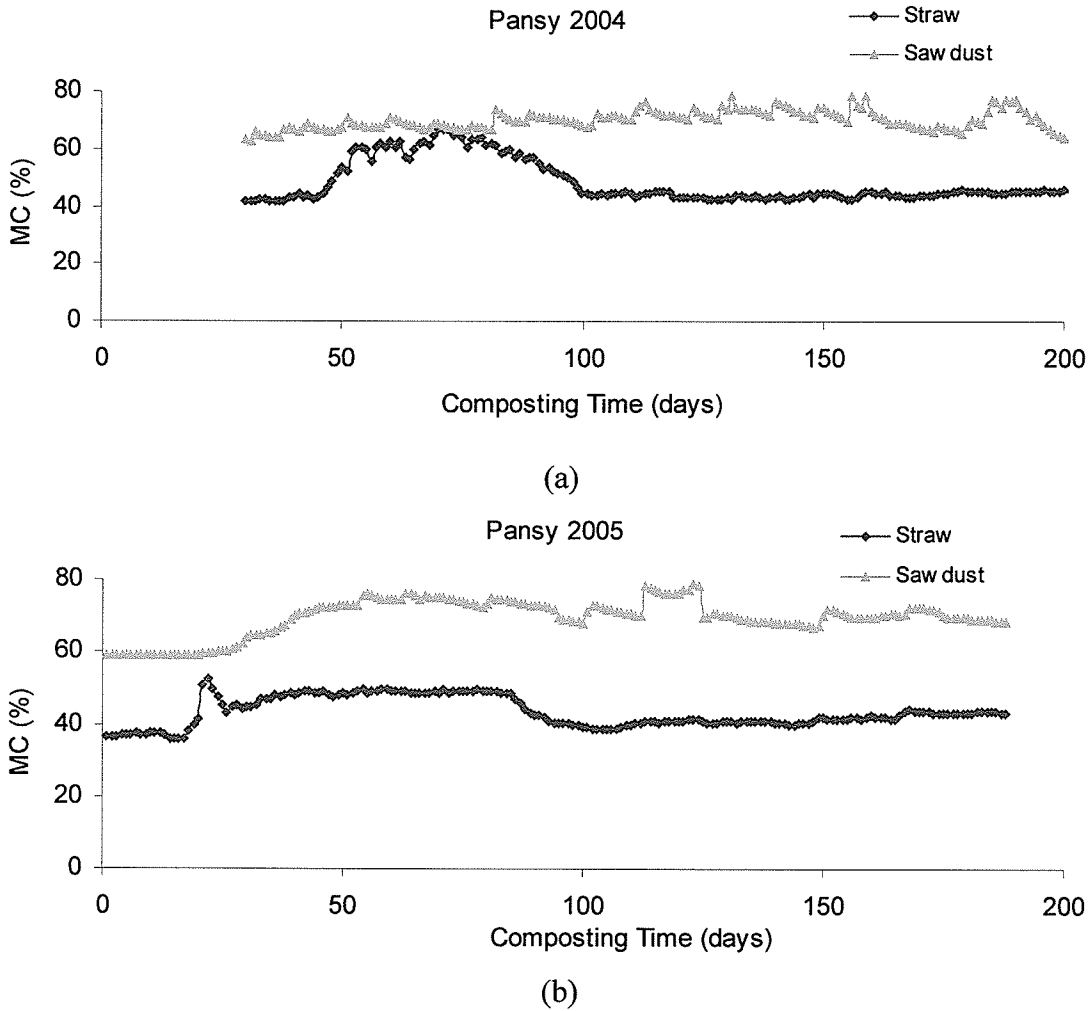 Pansy 2004
Straw
Saw dust
80
60
40
20
0
MC (%)
0 50 100 150 200
Composting Time (days)
(a)
Pansy 2005
Straw
Saw dust
80
60
40
20
0
MC (%)
0 50 100 150 200
Composting Time (days)
(b)